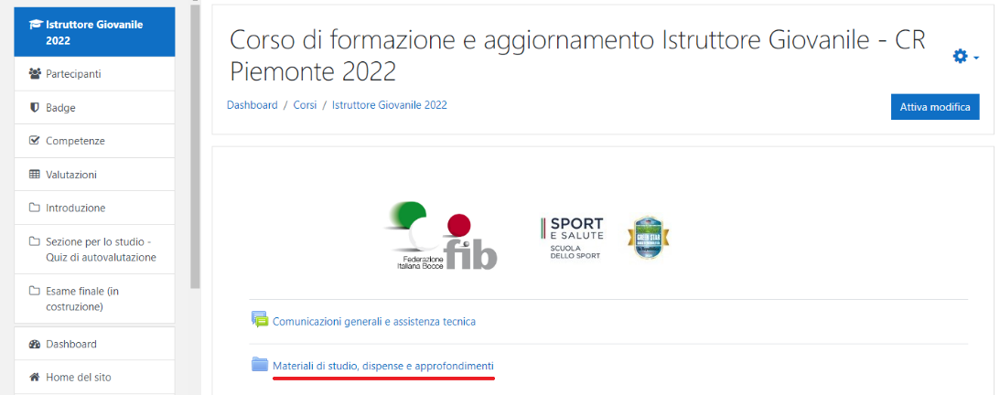 Istruttore Giovanile
2022
Partecipanti
Badge
Competenze
Valutazioni
Introduzione
Sezione per lo studio -
Quiz di autovalutazione
Esame finale (in
costruzione)
Dashboard
Home del sito
Corso di formazione e aggiornamento Istruttore Giovanile - CR
Piemonte 2022
Dashboard / Corsi / Istruttore Giovanile 2022
Attiva modifica
Federazione
Italiana Bocce
fib
SPORT
E SALUTE
SCUOLA
DELLO SPORT
Comunicazioni generali e assistenza tecnica
Materiali di studio, dispense e approfondimenti